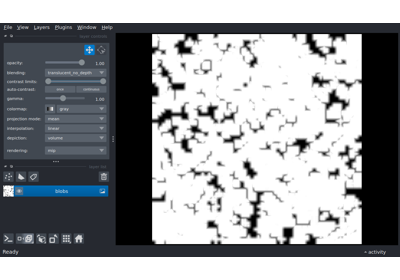 File View Layers Plugins Window Help
opacity: 1.00
blending: translucent_no_depth
contrast limits:
auto-contrast: once continuous
gamma: 1.00
colormap: gray
projection mode: mean
interpolation: linear
depiction: volume
rendering: mip
blobs
Ready activity